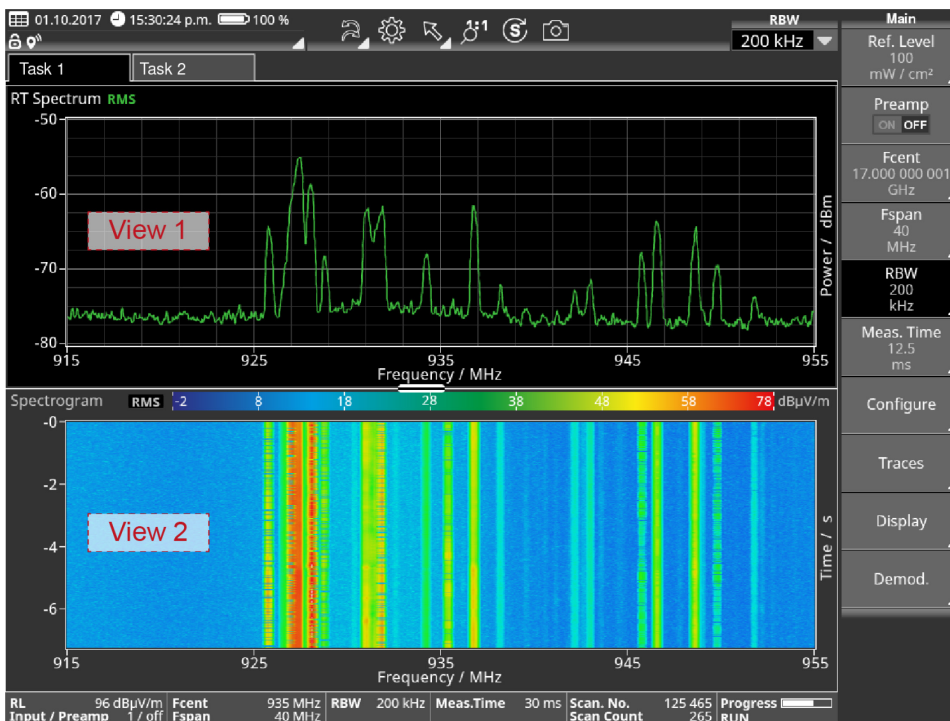 01.10.2017 15:30:24 p.m. 100 %
1:1 S
RBW
200 kHz
Task 1 Task 2
RT Spectrum RMS
-50
-60
View 1
-70
-80
Power / dBm
915 925 935 945 955
Frequency / MHz
Spectrogram RMS -2 8 18 28 38 48 58 78 dBµV/m
-0
-2
View 2
-4
-6
Time / s
915 925 935 945 955
Frequency / MHz
RL 96 dBµV/m Fcent 935 MHz RBW 200 kHz Meas.Time 30 ms Scan. No. 125 465 Progress
Input / Preamp 1 / off Fspan 40 MHz Scan Count 265 RUN
Main
Ref. Level
100
mW / cm²
Preamp
ON OFF
Fcent
17.000 000 001
GHz
Fspan
40
MHz
RBW
200
kHz
Meas. Time
12.5
ms
Configure
Traces
Display
Demod.